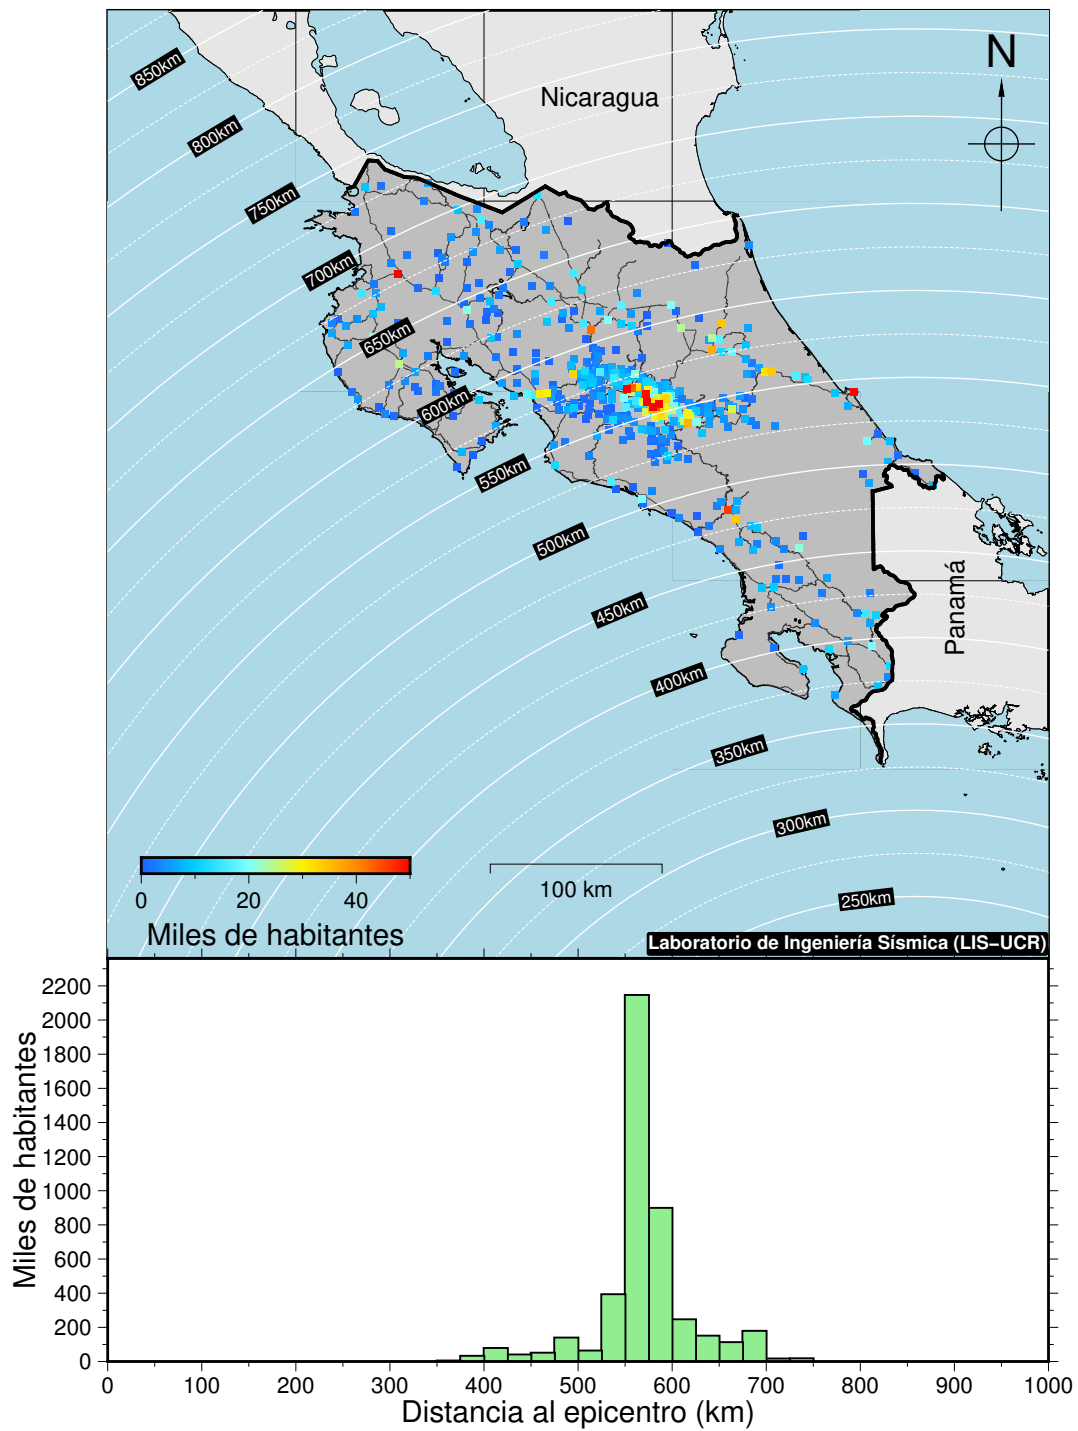 N
Nicaragua
850km
800km
750km
700km
650km
600km
550km
500km
450km
Panamá
400km
350km
300km
250km
0 20 40
Miles de habitantes
100 km
Laboratorio de Ingeniería Sísmica (LIS−UCR)
2200
2000
1800
1600
1400
1200
1000
800
600
400
200
0
Miles de habitantes
0 100 200 300 400 500 600 700 800 900 1000
Distancia al epicentro (km)